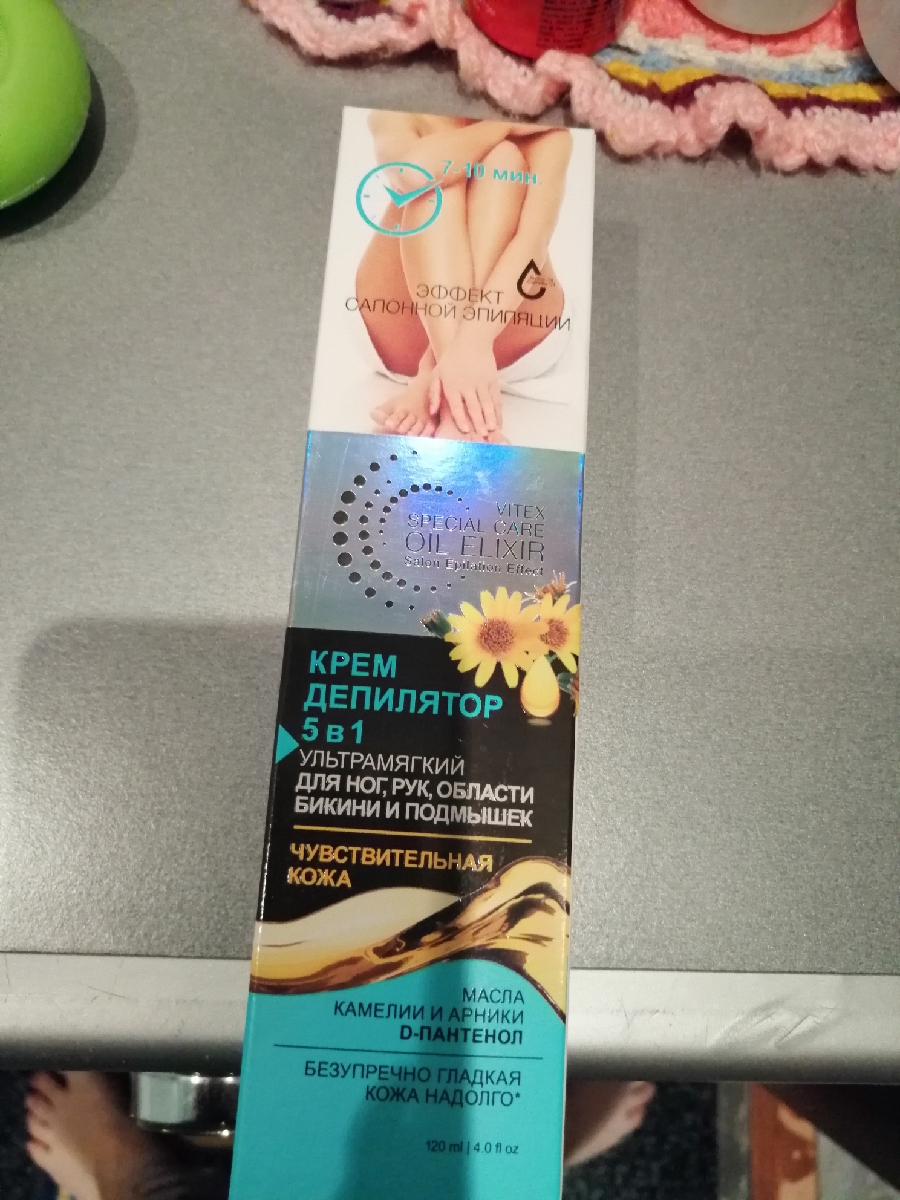 7-10 мин.
ЭФФЕКТ
САЛОННОЙ ЭПИЛЯЦИИ
VITEX
SPECIAL CARE
OIL ELIXIR
Salon Epilation Effect
КРЕМ
ДЕПИЛЯТОР
5 в 1
УЛЬТРАМЯГКИЙ
ДЛЯ НОГ, РУК, ОБЛАСТИ
БИКИНИ И ПОДМЫШЕК
ЧУВСТВИТЕЛЬНАЯ
КОЖА
МАСЛА
КАМЕЛИИ И АРНИКИ
D-ПАНТЕНОЛ
БЕЗУПРЕЧНО ГЛАДКАЯ
КОЖА НАДОЛГО*
120 ml | 4.0 fl oz